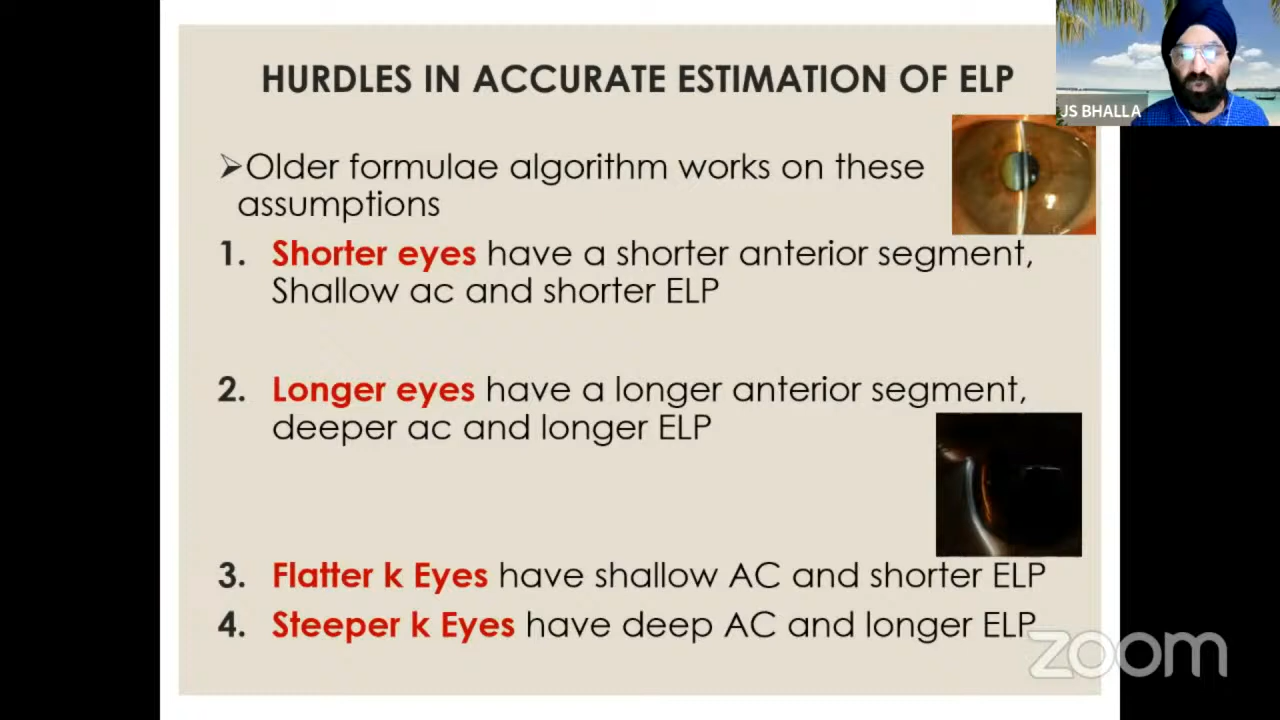 HURDLES IN ACCURATE ESTIMATION OF ELP
JS BHALLA
➢Older formulae algorithm works on these
assumptions
1. Shorter eyes have a shorter anterior segment,
Shallow ac and shorter ELP
2. Longer eyes have a longer anterior segment,
deeper ac and longer ELP
3. Flatter k Eyes have shallow AC and shorter ELP
4. Steeper k Eyes have deep AC and longer ELP
zoom